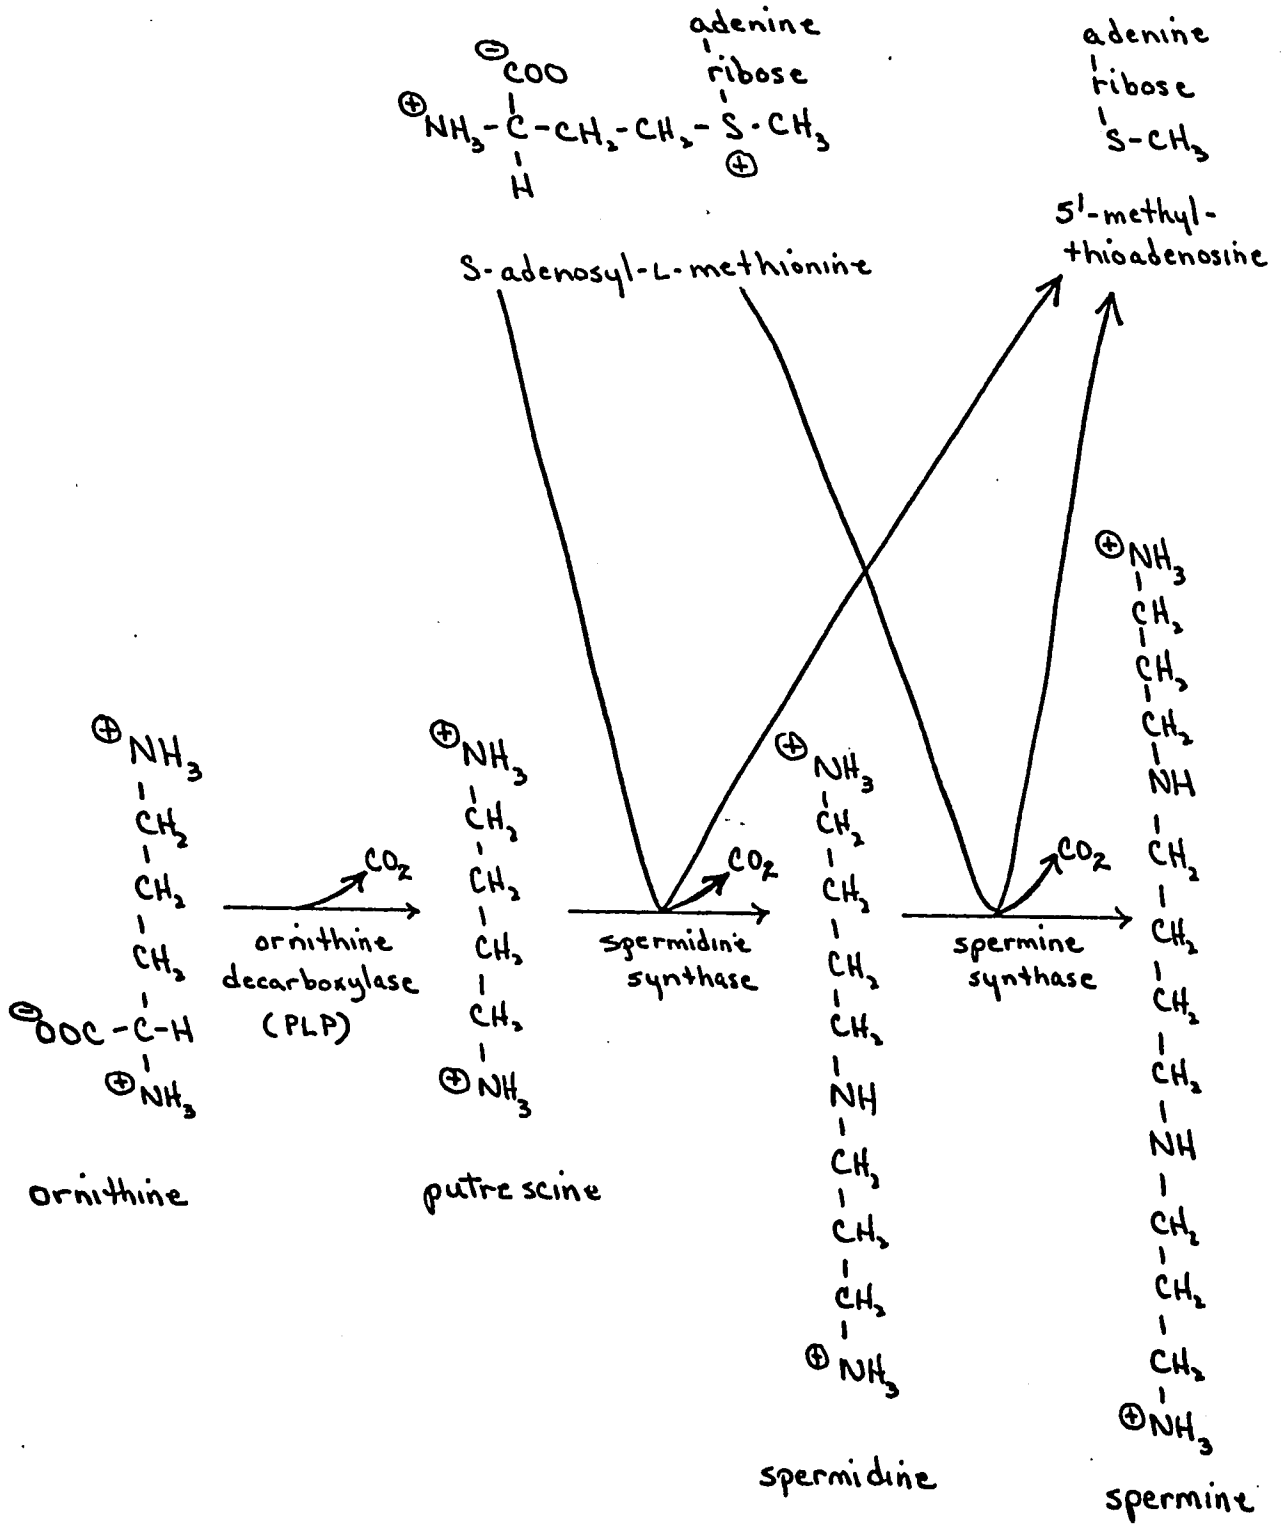 adenine
ribose
⊖COO
⊕NH₃-C-CH₂-CH₂-S·CH₃
⊕
H
S-adenosyl-L-methionine
adenine
ribose
S-CH₃
5'-methyl-
thioadenosine
⊕NH₃
CH₂
CH₂
CH₂
⊖OOC-C-H
⊕NH₃
ornithine
CO₂
ornithine
decarboxylase
(PLP)
⊕NH₃
CH₂
CH₂
CH₂
CH₂
⊕NH₃
putrescine
CO₂
spermidine
synthase
⊕NH₃
CH₂
CH₂
CH₂
CH₂
NH
CH₂
CH₂
CH₂
⊕NH₃
spermidine
CO₂
spermine
synthase
⊕NH₃
CH₂
CH₂
CH₂
NH
CH₂
CH₂
CH₂
CH₂
NH
CH₂
CH₂
CH₂
⊕NH₃
spermine